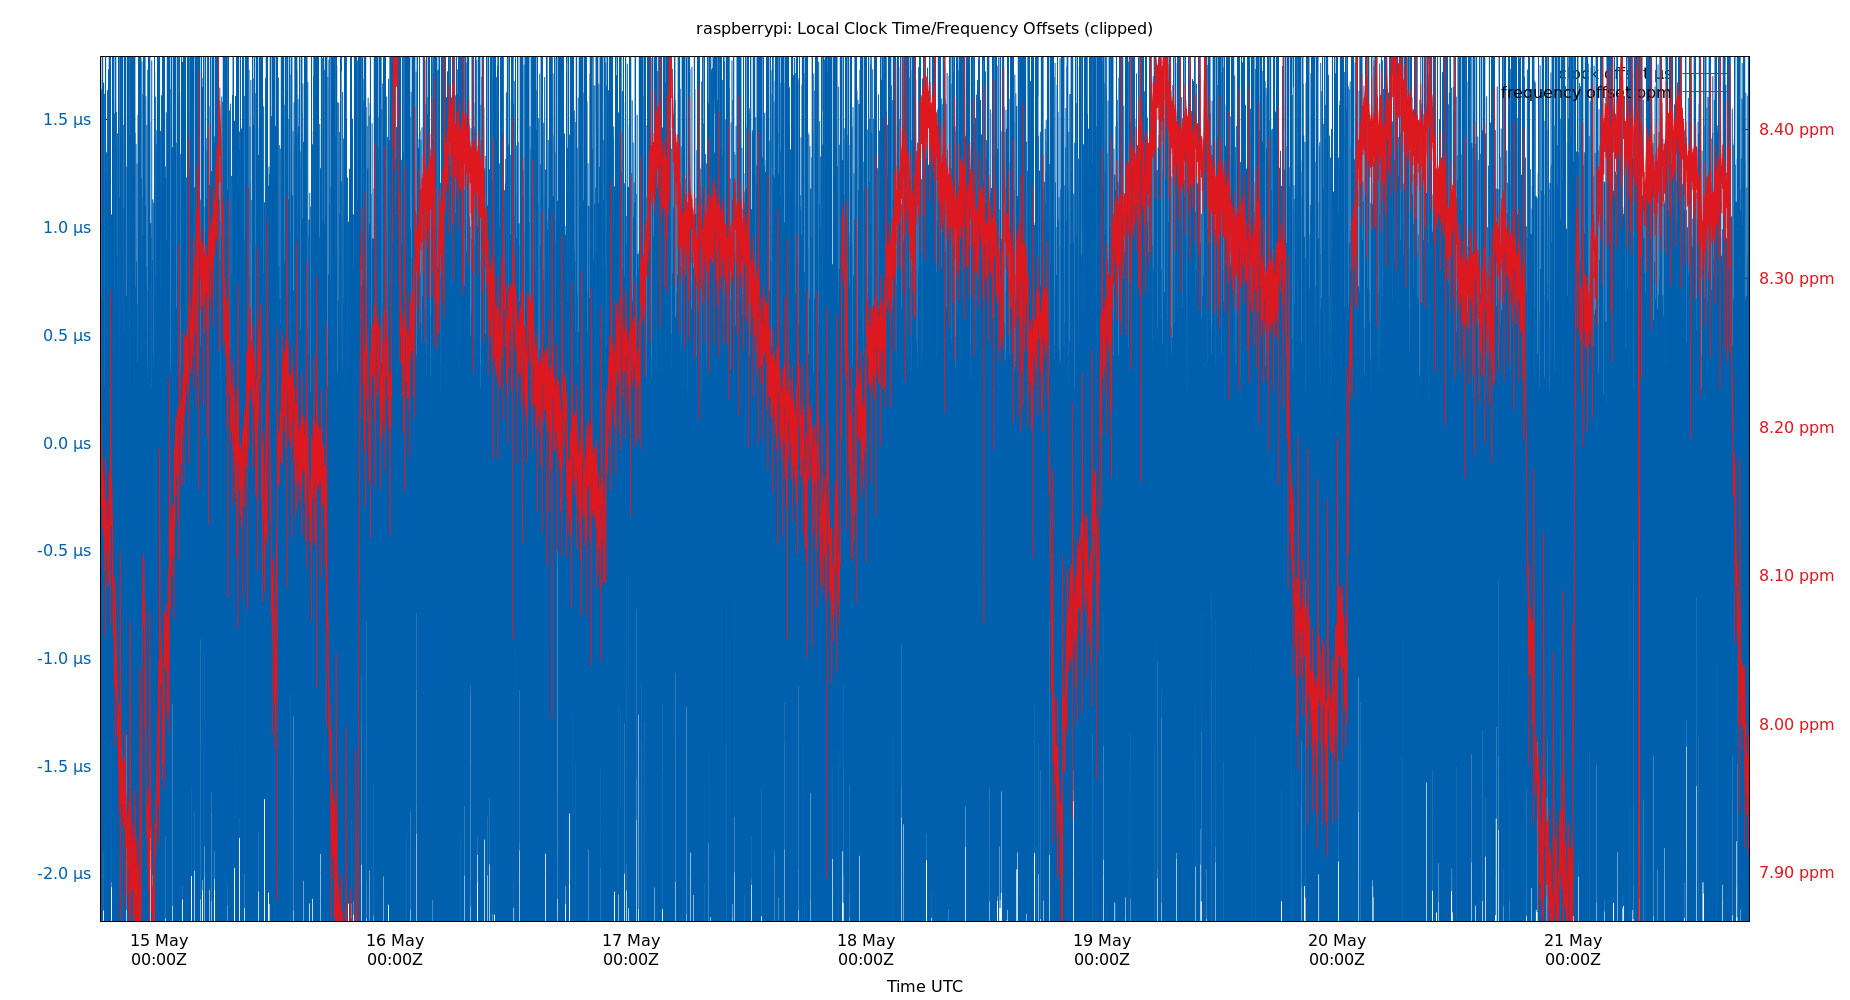 raspberrypi: Local Clock Time/Frequency Offsets (clipped)
clock offset µs
frequency offset ppm
1.5 µs
1.0 µs
0.5 µs
0.0 µs
-0.5 µs
-1.0 µs
-1.5 µs
-2.0 µs
8.40 ppm
8.30 ppm
8.20 ppm
8.10 ppm
8.00 ppm
7.90 ppm
15 May
00:00Z
16 May
00:00Z
17 May
00:00Z
18 May
00:00Z
19 May
00:00Z
20 May
00:00Z
21 May
00:00Z
Time UTC